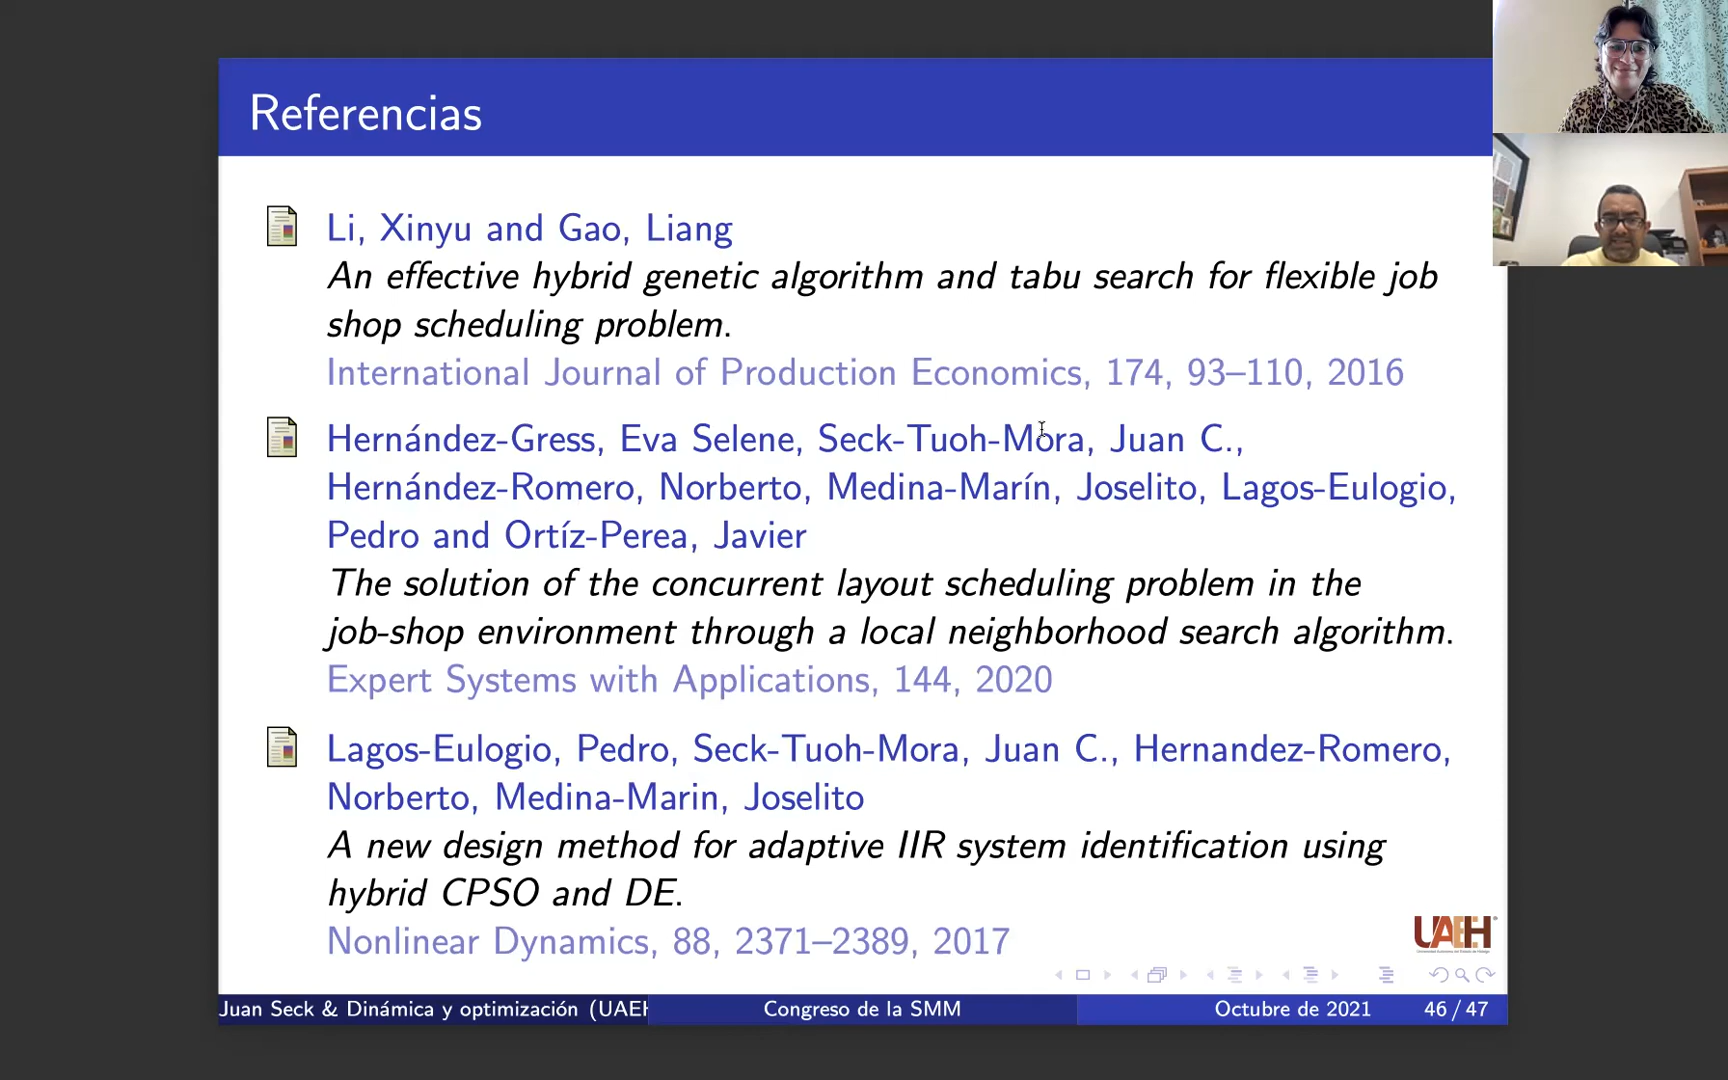 Referencias
Li, Xinyu and Gao, Liang
An effective hybrid genetic algorithm and tabu search for flexible job
shop scheduling problem.
International Journal of Production Economics, 174, 93–110, 2016
Hernández-Gress, Eva Selene, Seck-Tuoh-Mora, Juan C.,
Hernández-Romero, Norberto, Medina-Marín, Joselito, Lagos-Eulogio,
Pedro and Ortíz-Perea, Javier
The solution of the concurrent layout scheduling problem in the
job-shop environment through a local neighborhood search algorithm.
Expert Systems with Applications, 144, 2020
Lagos-Eulogio, Pedro, Seck-Tuoh-Mora, Juan C., Hernandez-Romero,
Norberto, Medina-Marin, Joselito
A new design method for adaptive IIR system identification using
hybrid CPSO and DE.
Nonlinear Dynamics, 88, 2371–2389, 2017
UAEH
Juan Seck & Dinámica y optimización (UAEH
Congreso de la SMM
Octubre de 2021
46 / 47